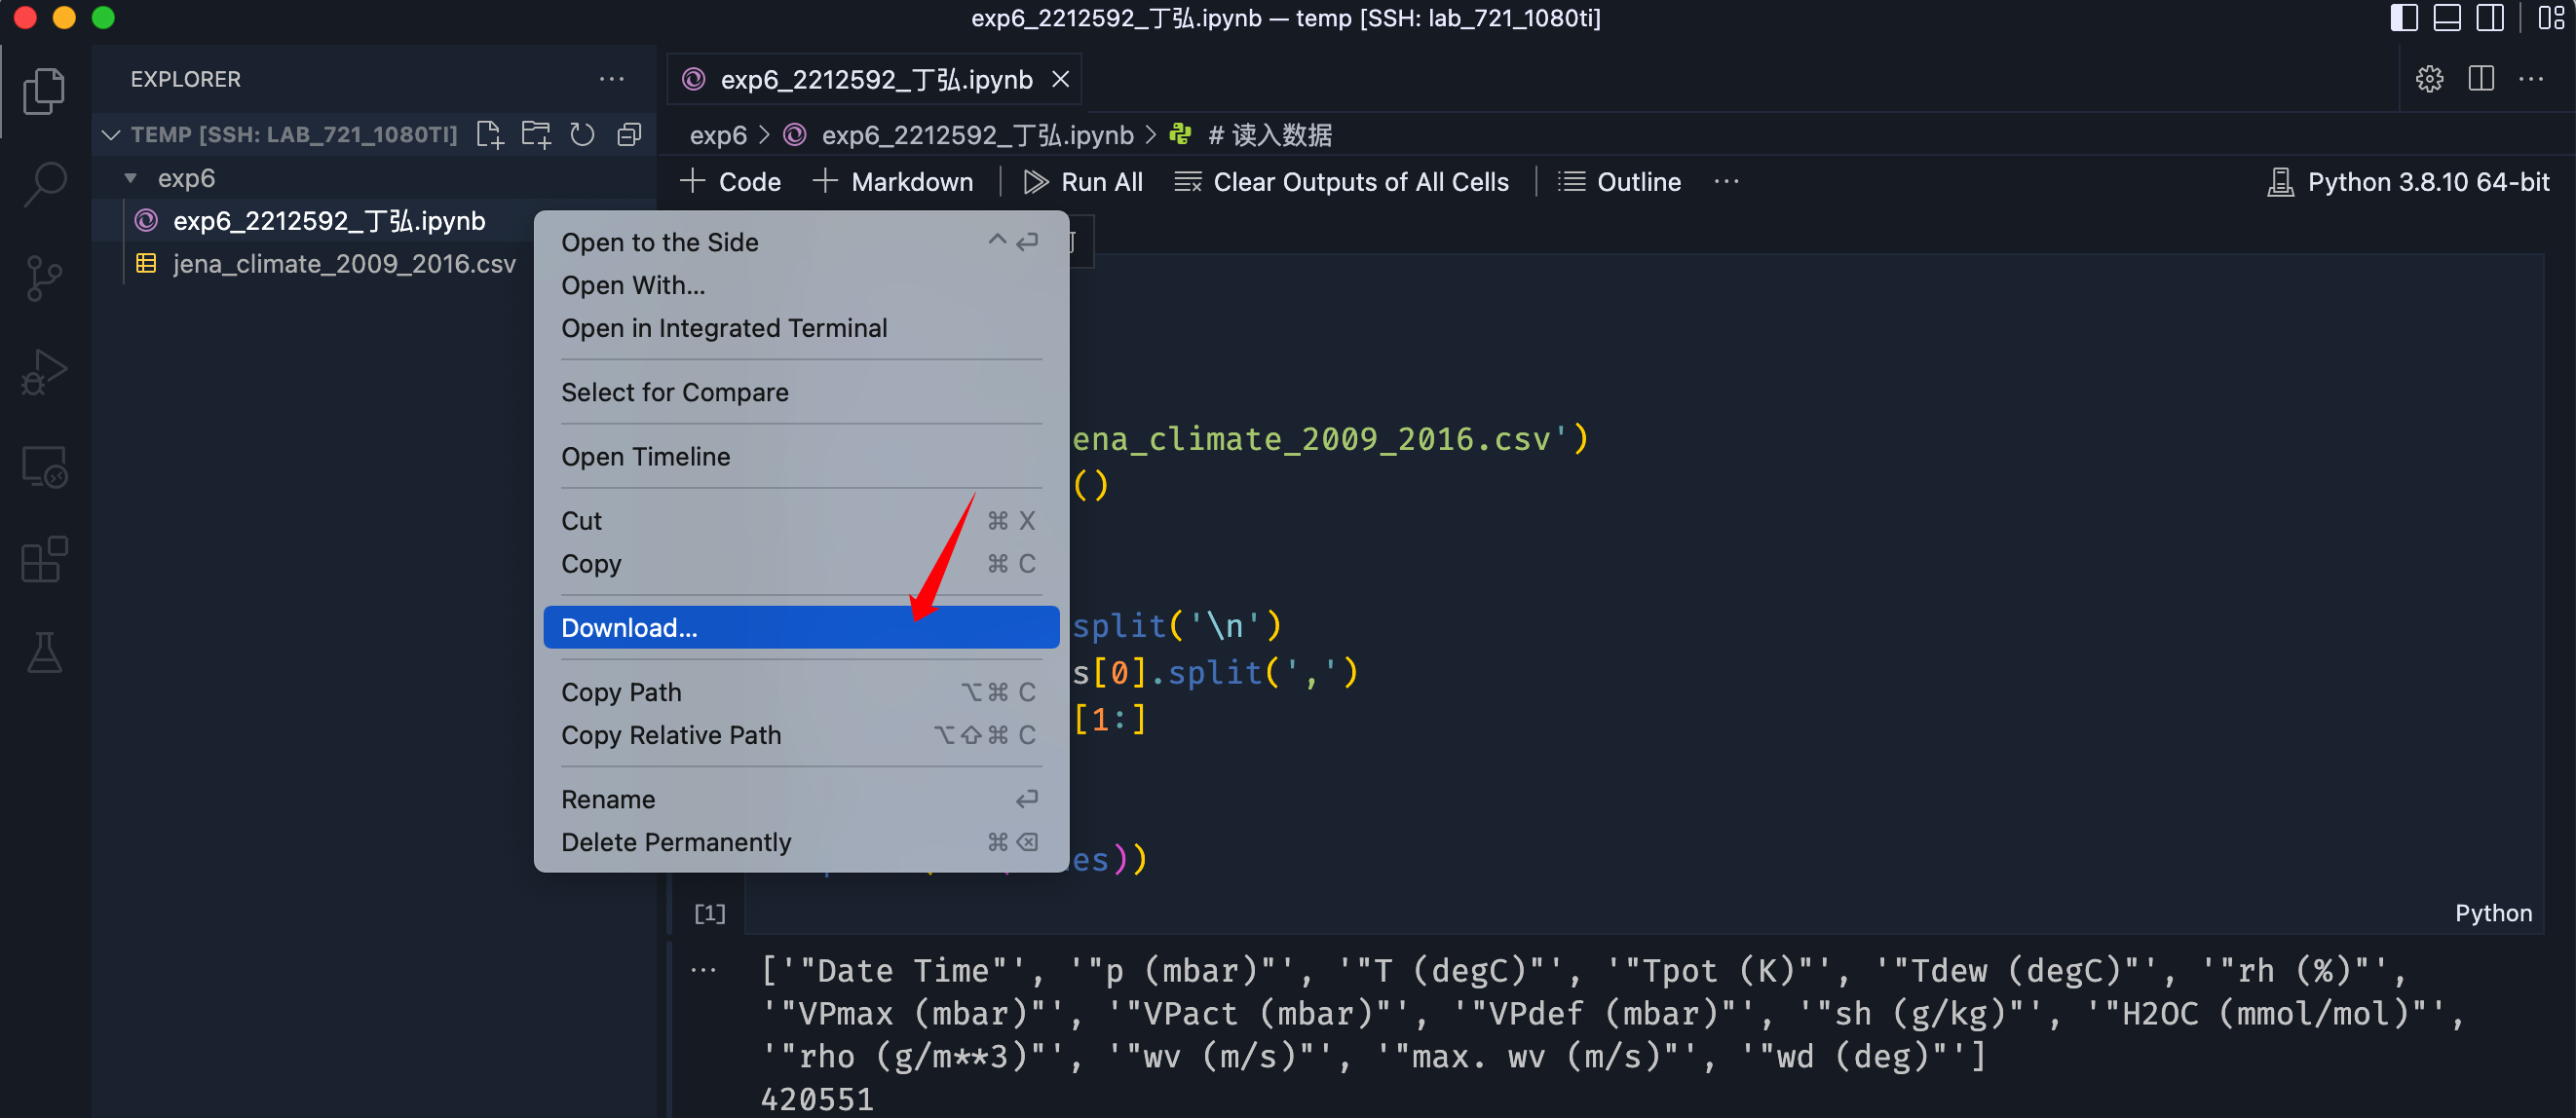 exp6_2212592_丁弘.ipynb — temp [SSH: lab_721_1080ti]
EXPLORER
TEMP [SSH: LAB_721_1080TI]
exp6
exp6_2212592_丁弘.ipynb
jena_climate_2009_2016.csv
exp6_2212592_丁弘.ipynb
exp6 > exp6_2212592_丁弘.ipynb > # 读入数据
+ Code + Markdown | Run All Clear Outputs of All Cells | Outline ···
Python 3.8.10 64-bit
Open to the Side ^ ↩
Open With...
Open in Integrated Terminal
Select for Compare
Open Timeline
Cut ⌘ X
Copy ⌘ C
Download...
Copy Path ⌥⌘ C
Copy Relative Path ⌥⇧⌘ C
Rename ↩
Delete Permanently ⌘ ⌫
ena_climate_2009_2016.csv')
()
split('\n')
s[0].split(',')
[1:]
es))
[1]
Python
['"Date Time"', '"p (mbar)"', '"T (degC)"', '"Tpot (K)"', '"Tdew (degC)"', '"rh (%)"',
'"VPmax (mbar)"', '"VPact (mbar)"', '"VPdef (mbar)"', '"sh (g/kg)"', '"H2OC (mmol/mol)"',
'"rho (g/m**3)"', '"wv (m/s)"', '"max. wv (m/s)"', '"wd (deg)"']
420551